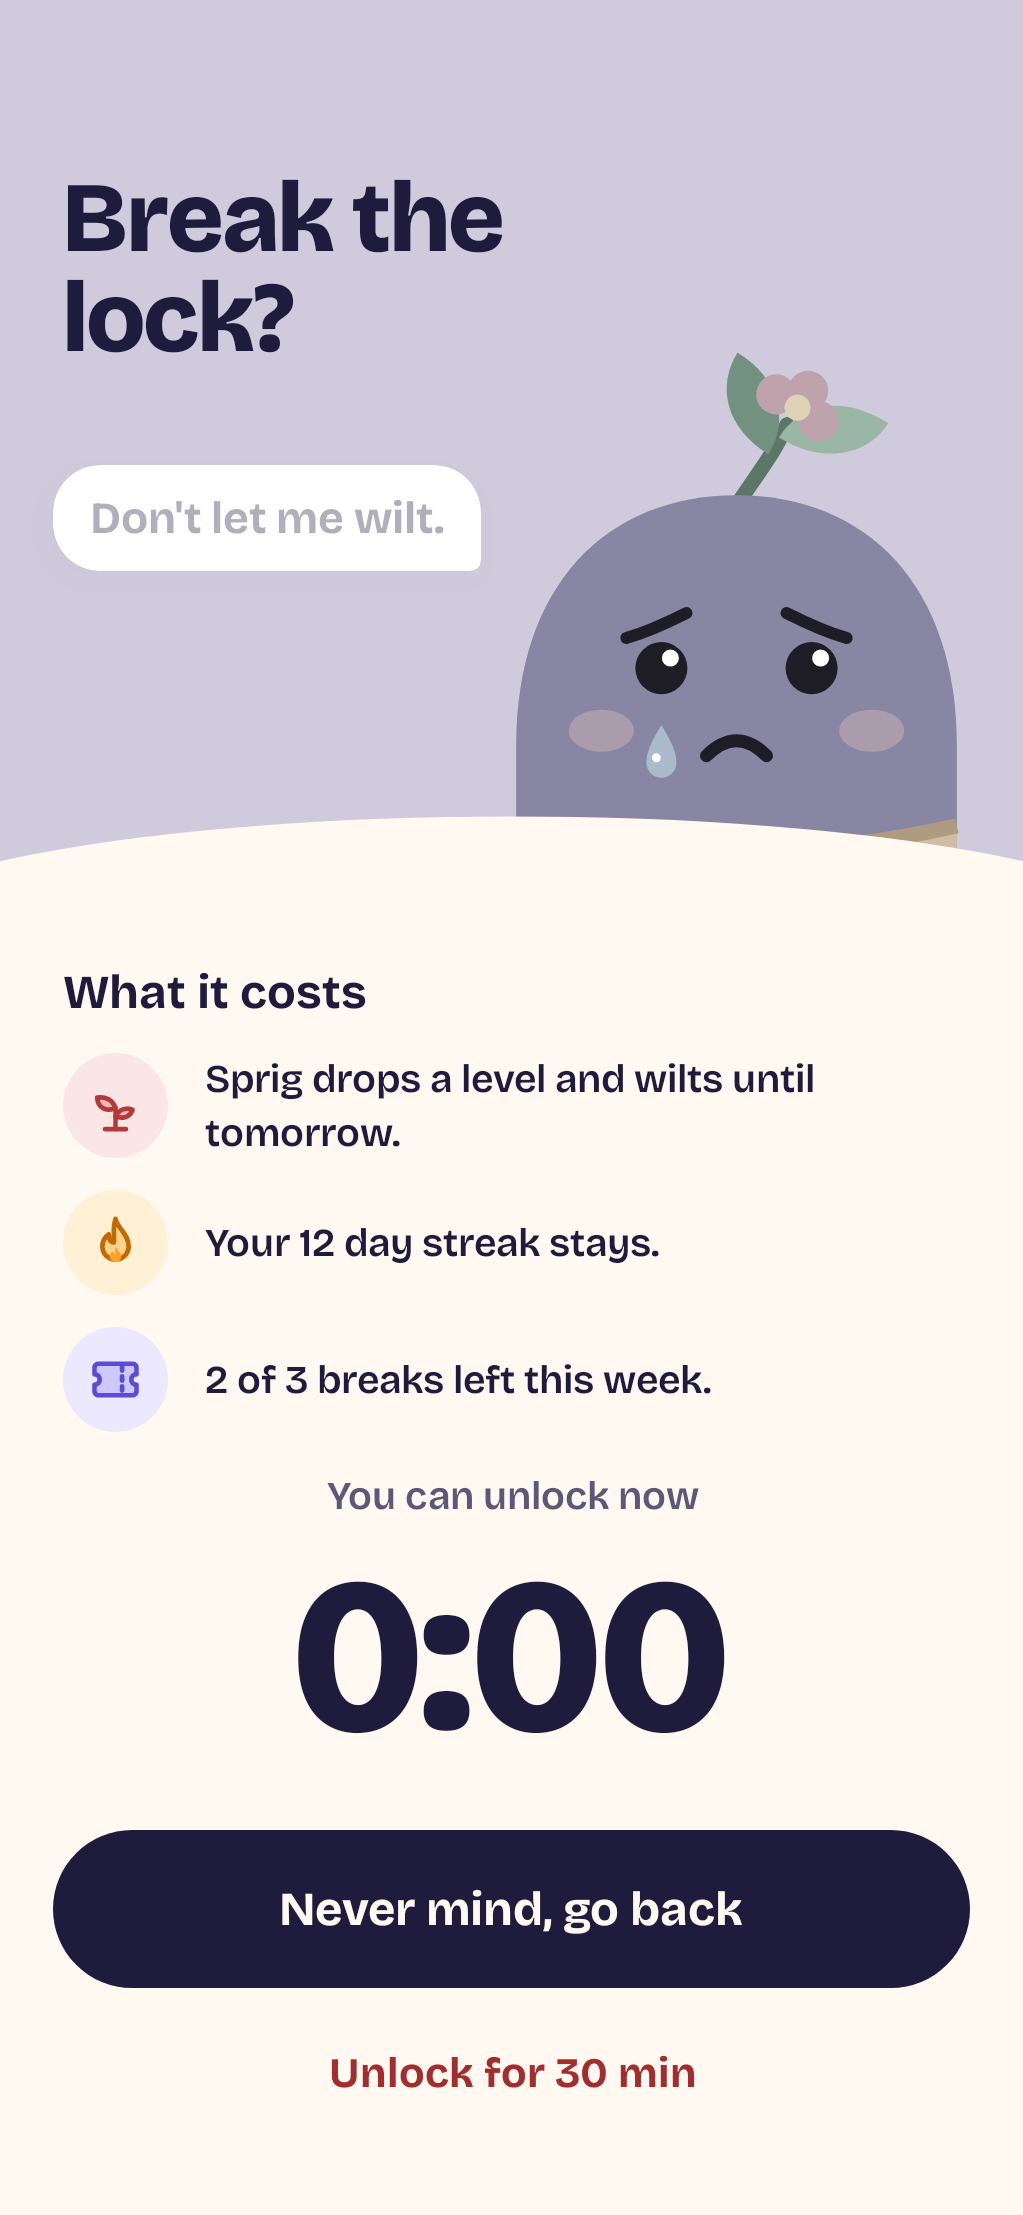 Break the
lock?
Don't let me wilt.
What it costs
Sprig drops a level and wilts until
tomorrow.
Your 12 day streak stays.
2 of 3 breaks left this week.
You can unlock now
0:00
Never mind, go back
Unlock for 30 min